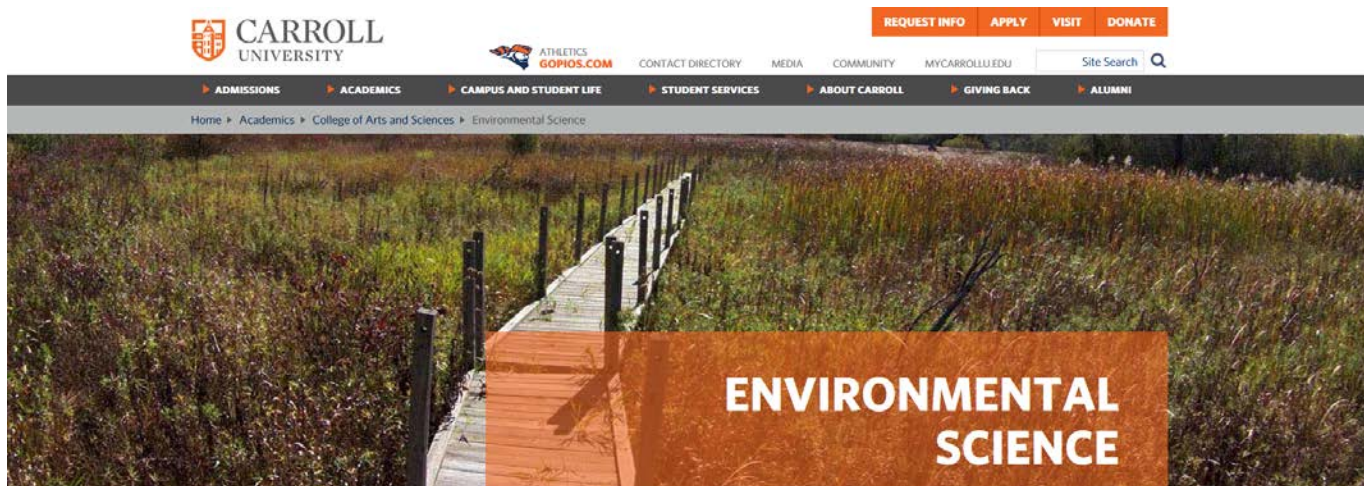 CARROLL
UNIVERSITY
REQUEST INFO APPLY VISIT DONATE
ATHLETICS
GOPIOS.COM
CONTACT DIRECTORY MEDIA COMMUNITY MYCARROLLU.EDU Site Search
ADMISSIONS ACADEMICS CAMPUS AND STUDENT LIFE STUDENT SERVICES ABOUT CARROLL GIVING BACK ALUMNI
Home Academics College of Arts and Sciences Environmental Science
ENVIRONMENTAL
SCIENCE